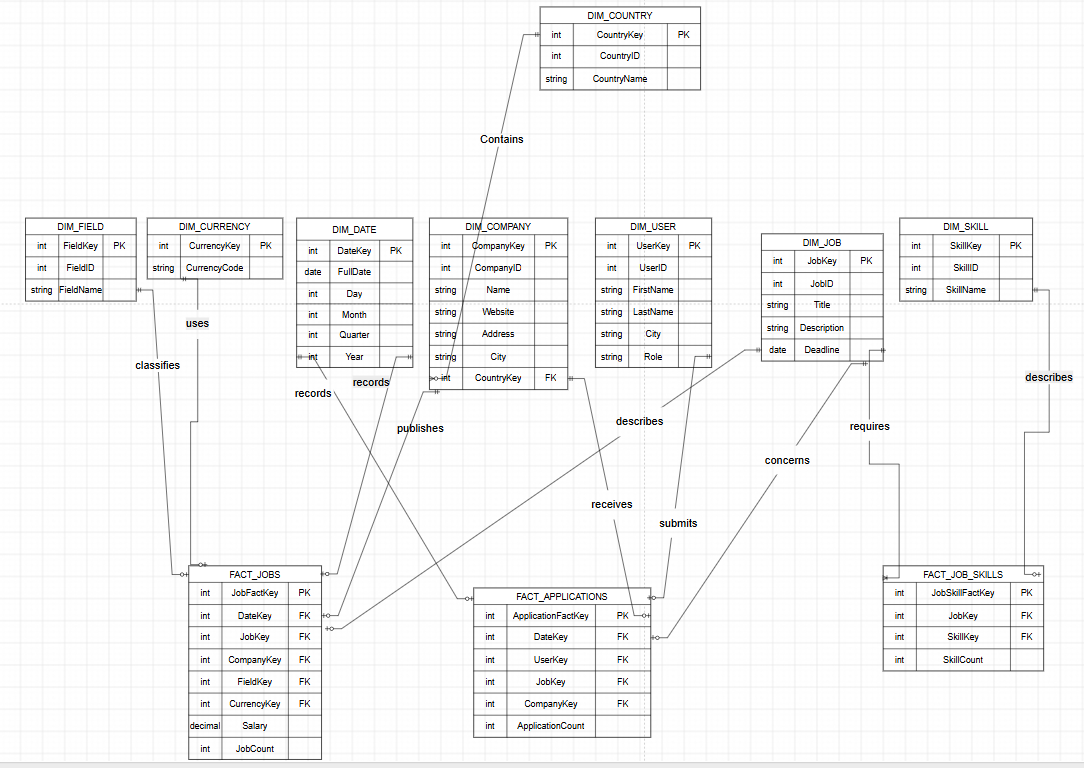 DIM_COUNTRY
int CountryKey PK
int CountryID
string CountryName
Contains
DIM_FIELD
int FieldKey PK
int FieldID
string FieldName
DIM_CURRENCY
int CurrencyKey PK
string CurrencyCode
DIM_DATE
int DateKey PK
date FullDate
int Day
int Month
int Quarter
int Year
DIM_COMPANY
int CompanyKey PK
int CompanyID
string Name
string Website
string Address
string City
int CountryKey FK
DIM_USER
int UserKey PK
int UserID
string FirstName
string LastName
string City
string Role
DIM_JOB
int JobKey PK
int JobID
string Title
string Description
date Deadline
DIM_SKILL
int SkillKey PK
int SkillID
string SkillName
uses
classifies
records
records
publishes
describes
requires
describes
concerns
receives
submits
FACT_JOBS
int JobFactKey PK
int DateKey FK
int JobKey FK
int CompanyKey FK
int FieldKey FK
int CurrencyKey FK
decimal Salary
int JobCount
FACT_APPLICATIONS
int ApplicationFactKey PK
int DateKey FK
int UserKey FK
int JobKey FK
int CompanyKey FK
int ApplicationCount
FACT_JOB_SKILLS
int JobSkillFactKey PK
int JobKey FK
int SkillKey FK
int SkillCount